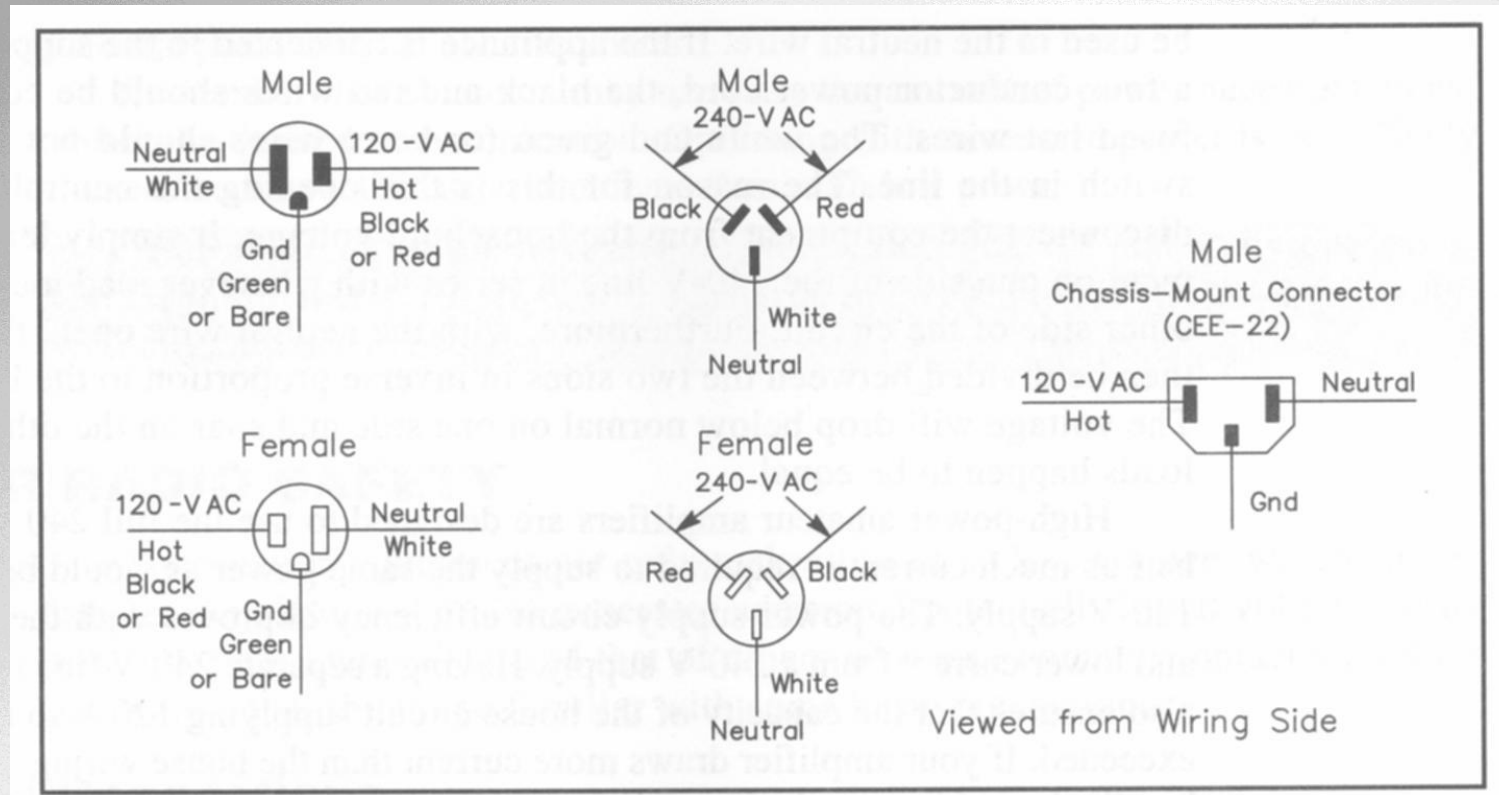 Male
Neutral
White
120-VAC
Hot
Black
or Red
Gnd
Green
or Bare
Male
240-VAC
Black
Red
White
Neutral
Male
Chassis-Mount Connector
(CEE-22)
120-VAC
Hot
Neutral
Gnd
Female
120-VAC
Hot
Black
or Red
Neutral
White
Gnd
Green
or Bare
Female
240-VAC
Red
Black
White
Neutral
Viewed from Wiring Side